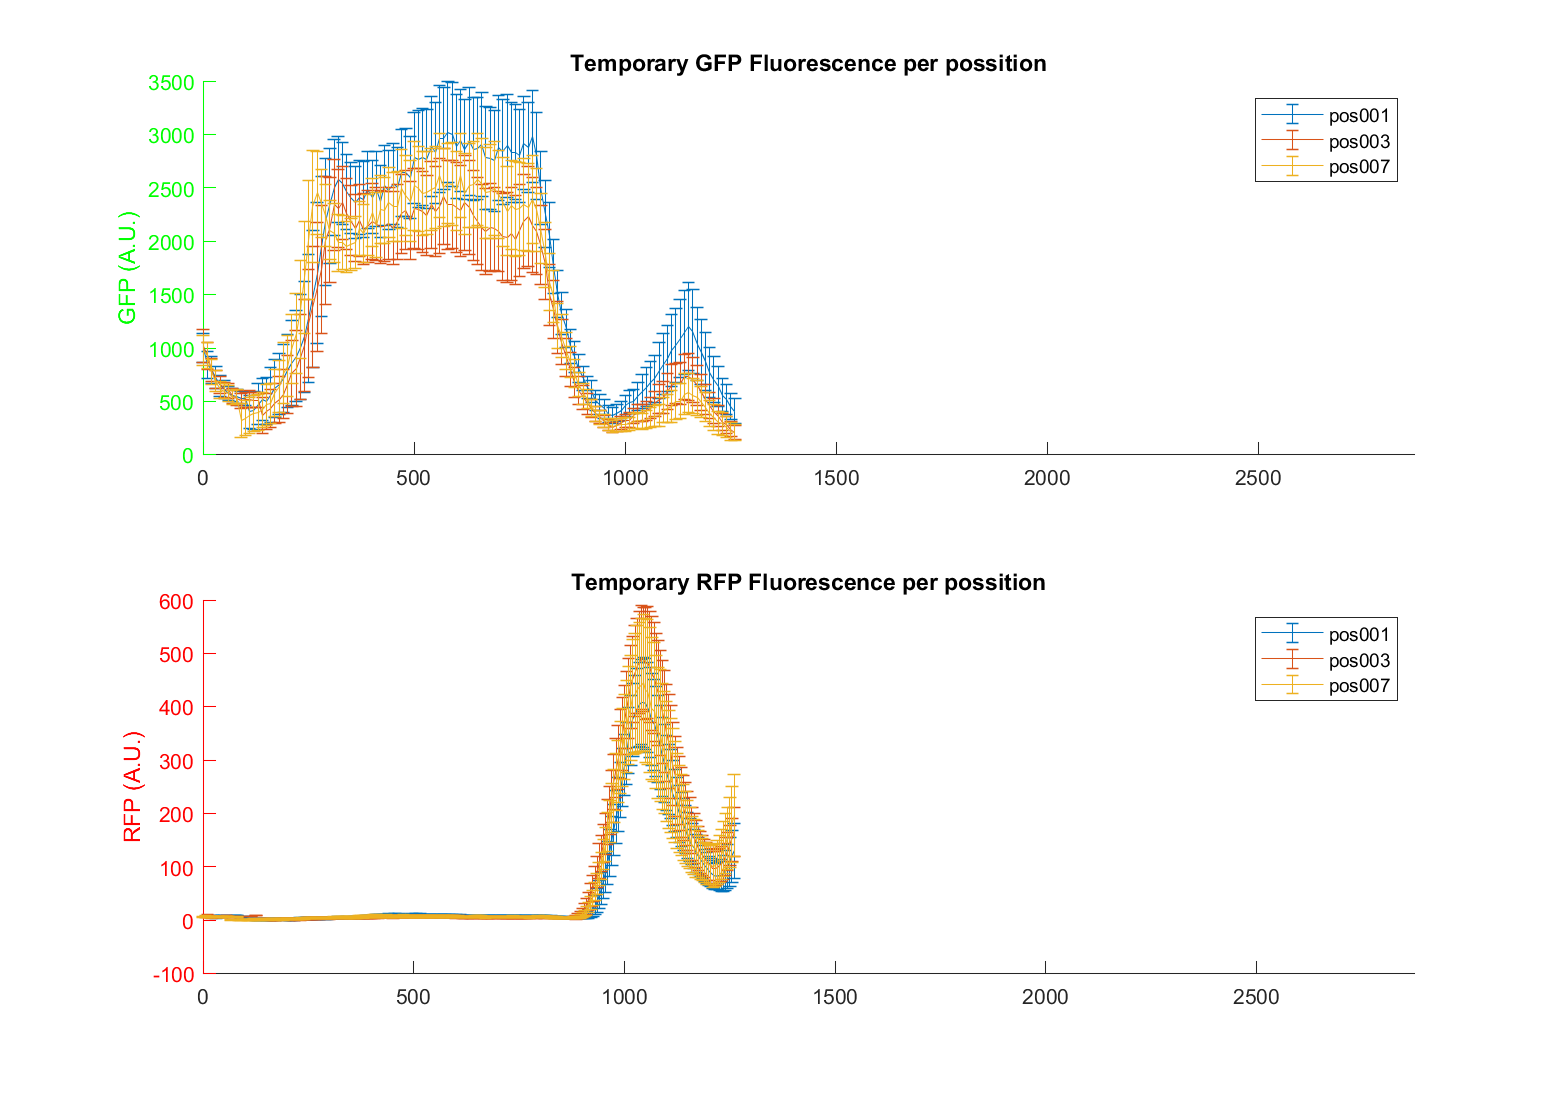 Temporary GFP Fluorescence per possition
GFP (A.U.)
3500
3000
2500
2000
1500
1000
500
0
0 500 1000 1500 2000 2500
pos001
pos003
pos007
Temporary RFP Fluorescence per possition
RFP (A.U.)
600
500
400
300
200
100
0
-100
0 500 1000 1500 2000 2500
pos001
pos003
pos007